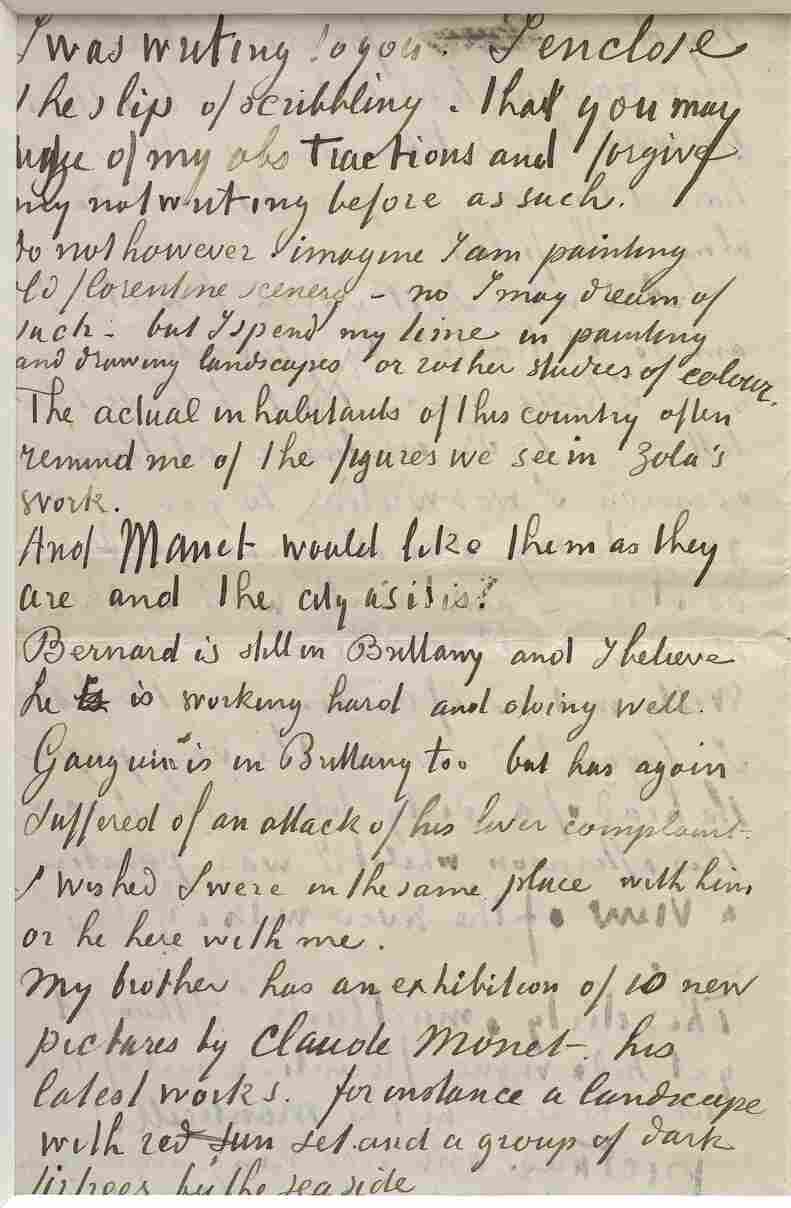 I was writing to you. I enclose
the slip of scribbling. that you may
judge of my abstractions and forgive
my not writing before as such.
Do not however imagine I am painting
old florentine scenery - no I may dream of
such - but I spend my time in painting
and drawing landscapes or rather studies of colour.
The actual inhabitants of this country often
remind me of the figures we see in Zola's
work.
And Manet would like them as they
are and the city as it is.
Bernard is still in Brittany and I believe
he is working hard and doing well.
Gauguin is in Brittany too but has again
suffered of an attack of his liver complaint.
I wished I were in the same place with him
or he here with me.
My brother has an exhibition of 10 new
pictures by Claude Monet. his
latest works. for instance a landscape
with red sun set and a group of dark
firtrees by the seaside